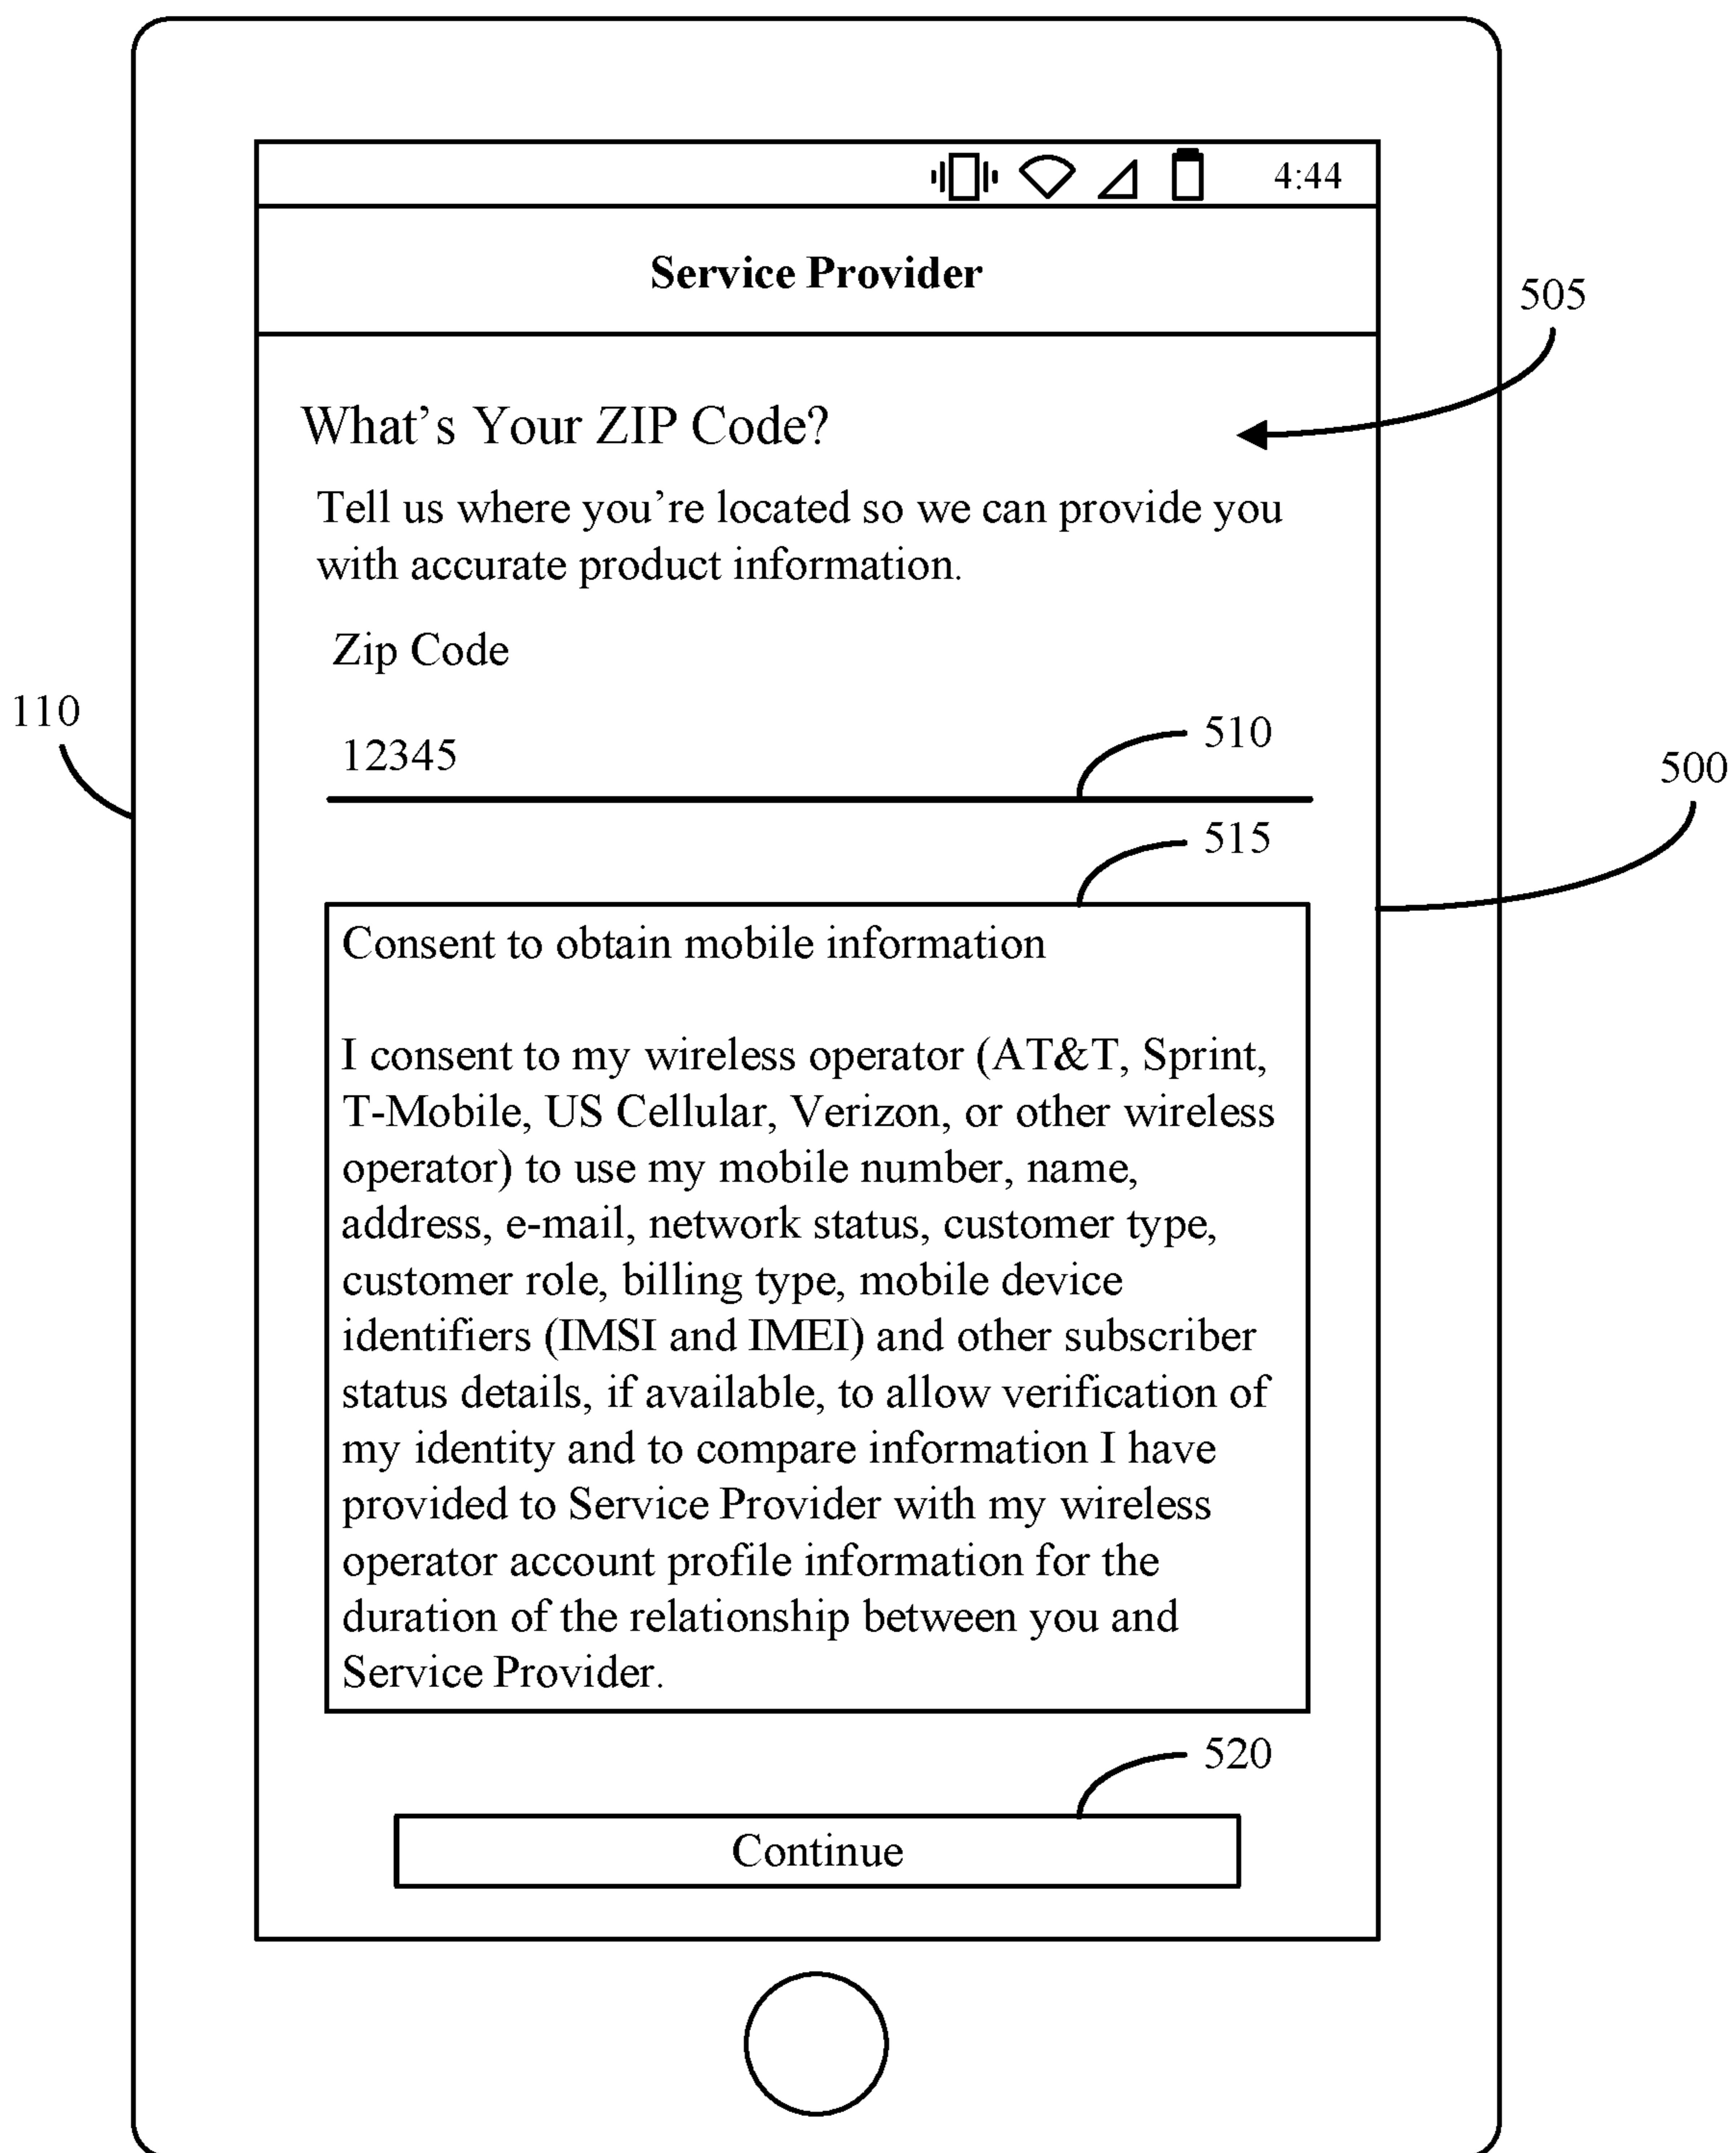 4:44
Service Provider
505
What's Your ZIP Code?
Tell us where you're located so we can provide you
with accurate product information.
Zip Code
110
12345
510
500
515
Consent to obtain mobile information
I consent to my wireless operator (AT&T, Sprint,
T-Mobile, US Cellular, Verizon, or other wireless
operator) to use my mobile number, name,
address, e-mail, network status, customer type,
customer role, billing type, mobile device
identifiers (IMSI and IMEI) and other subscriber
status details, if available, to allow verification of
my identity and to compare information I have
provided to Service Provider with my wireless
operator account profile information for the
duration of the relationship between you and
Service Provider.
520
Continue